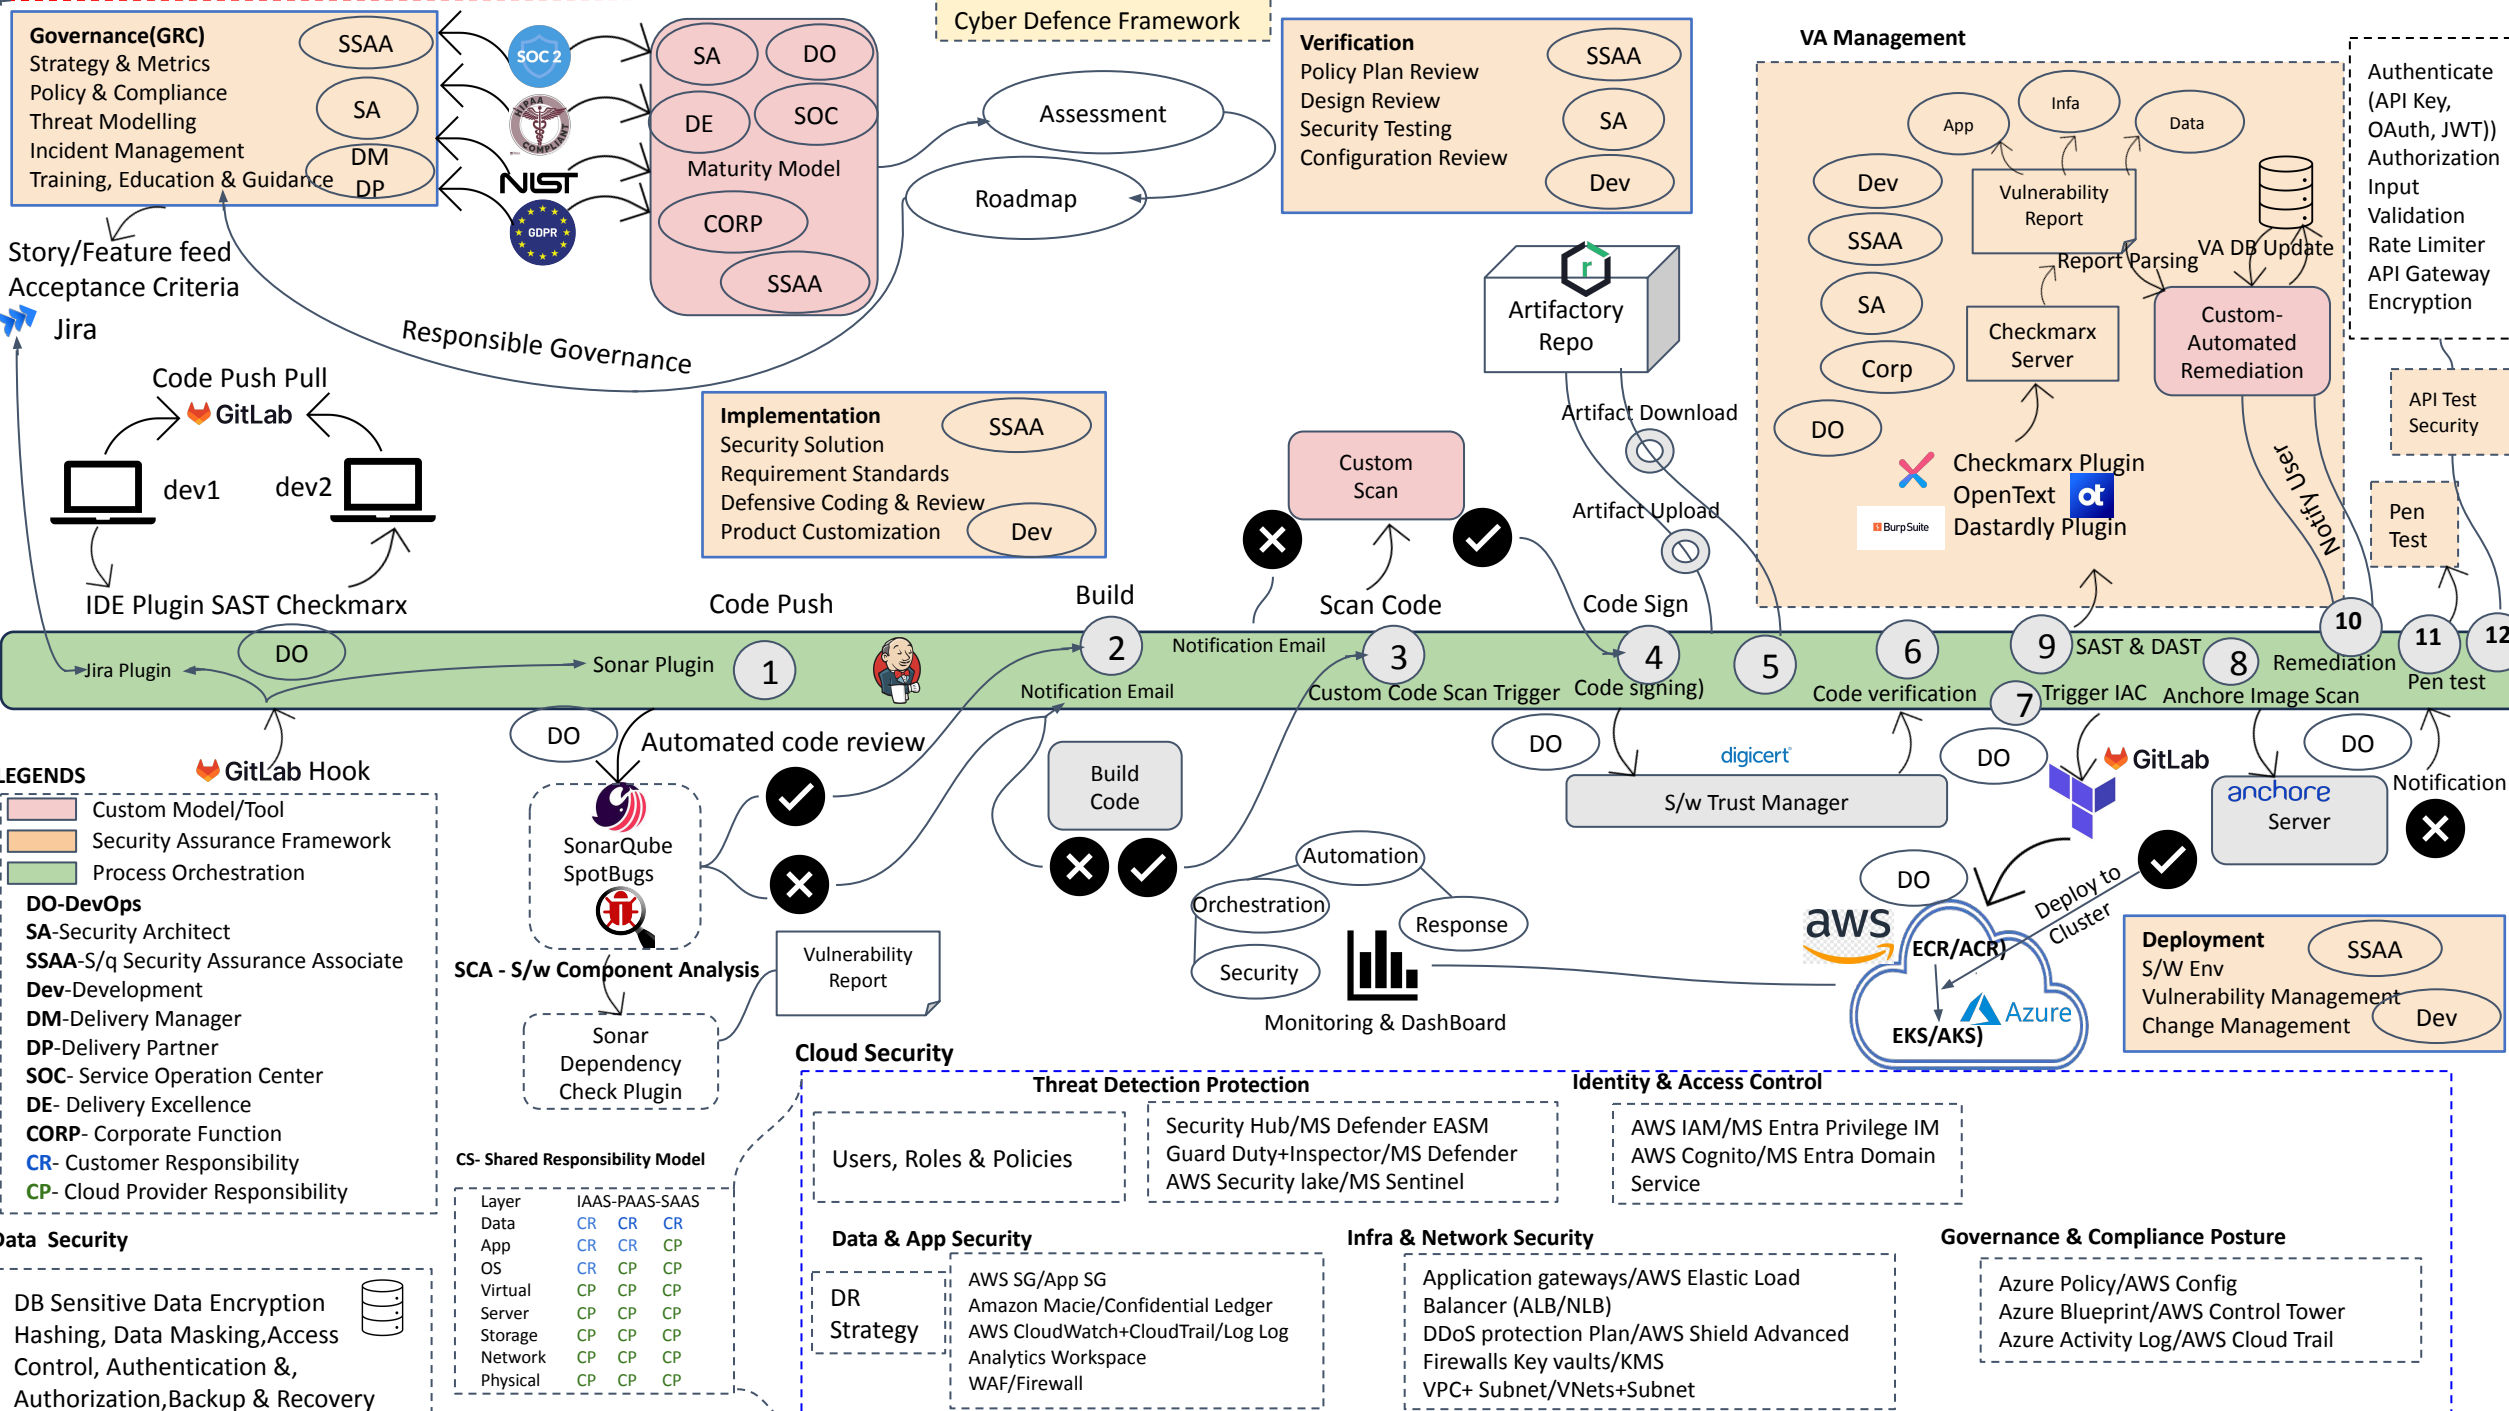 Cyber Defence Framework
Governance(GRC)
Strategy & Metrics
Policy & Compliance
Threat Modelling
Incident Management
Training, Education & Guidance
SSAA
SA
DM
DP
SOC 2
HIPAA
COMPLIANT
NIST
GDPR
SA
DO
DE
SOC
Maturity Model
CORP
SSAA
Assessment
Roadmap
Responsible Governance
Verification
Policy Plan Review
Design Review
Security Testing
Configuration Review
SSAA
SA
Dev
VA Management
App
Infa
Data
Dev
SSAA
SA
Corp
DO
Vulnerability
Report
VA DB Update
Report Parsing
Checkmarx
Server
Custom-
Automated
Remediation
Checkmarx Plugin
OpenText
ot
BurpSuite
Dastardly Plugin
Notify User
Authenticate
(API Key,
OAuth, JWT))
Authorization
Input
Validation
Rate Limiter
API Gateway
Encryption
API Test
Security
Pen
Test
Story/Feature feed
Acceptance Criteria
Jira
Code Push Pull
GitLab
dev1
dev2
IDE Plugin SAST Checkmarx
Implementation
Security Solution
Requirement Standards
Defensive Coding & Review
Product Customization
SSAA
Dev
Custom
Scan
r
Artifactory
Repo
Artifact Download
Artifact Upload
Code Push
Build
Scan Code
Code Sign
DO
Jira Plugin
Sonar Plugin
1
2
Notification Email
Notification Email
3
Custom Code Scan Trigger
4
Code signing)
5
6
Code verification
9
SAST & DAST
7
Trigger IAC
8
Anchore Image Scan
10
Remediation
11
Pen test
12
GitLab Hook
DO
Automated code review
SonarQube
SpotBugs
SCA - S/w Component Analysis
Sonar
Dependency
Check Plugin
Vulnerability
Report
Build
Code
Automation
Orchestration
Response
Security
Monitoring & DashBoard
DO
digicert
S/w Trust Manager
DO
GitLab
DO
anchore
Server
Notification
DO
Deploy to
Cluster
aws
ECR/ACR)
Azure
EKS/AKS)
Deployment
S/W Env
Vulnerability Management
Change Management
SSAA
Dev
LEGENDS
Custom Model/Tool
Security Assurance Framework
Process Orchestration
DO-DevOps
SA-Security Architect
SSAA-S/q Security Assurance Associate
Dev-Development
DM-Delivery Manager
DP-Delivery Partner
SOC- Service Operation Center
DE- Delivery Excellence
CORP- Corporate Function
CR- Customer Responsibility
CP- Cloud Provider Responsibility
Data Security
DB Sensitive Data Encryption
Hashing, Data Masking,Access
Control, Authentication &,
Authorization,Backup & Recovery
CS- Shared Responsibility Model
Layer IAAS-PAAS-SAAS
Data CR CR CR
App CR CR CP
OS CR CP CP
Virtual CP CP CP
Server CP CP CP
Storage CP CP CP
Network CP CP CP
Physical CP CP CP
Cloud Security
Threat Detection Protection
Users, Roles & Policies
Security Hub/MS Defender EASM
Guard Duty+Inspector/MS Defender
AWS Security lake/MS Sentinel
Identity & Access Control
AWS IAM/MS Entra Privilege IM
AWS Cognito/MS Entra Domain
Service
Data & App Security
DR
Strategy
AWS SG/App SG
Amazon Macie/Confidential Ledger
AWS CloudWatch+CloudTrail/Log Log
Analytics Workspace
WAF/Firewall
Infra & Network Security
Application gateways/AWS Elastic Load
Balancer (ALB/NLB)
DDoS protection Plan/AWS Shield Advanced
Firewalls Key vaults/KMS
VPC+ Subnet/VNets+Subnet
Governance & Compliance Posture
Azure Policy/AWS Config
Azure Blueprint/AWS Control Tower
Azure Activity Log/AWS Cloud Trail